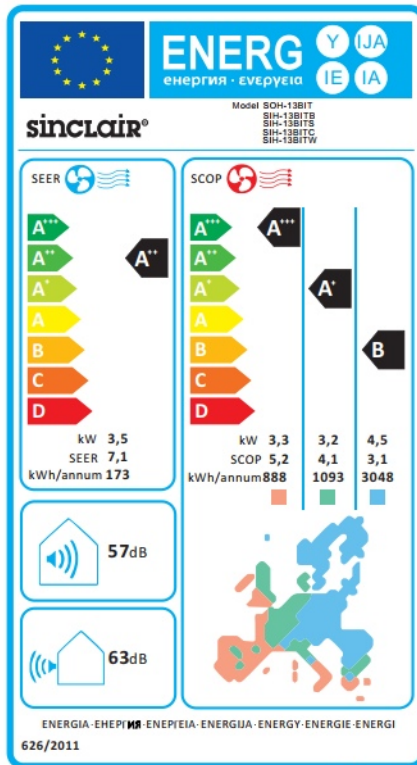 ENERG Y IJA
енергия · ενεργεια IE IA
Model SOH-13BIT
SIH-13BITB
SIH-13BITS
SIH-13BITC
SIH-13BITW
sinclair®
SEER
SCOP
A+++ A+++
A++ A++ A++
A+ A+ A+
A A
B B B
C C
D D
A+++
kW 3,5
SEER 7,1
kWh/annum 173
kW 3,3 3,2 4,5
SCOP 5,2 4,1 3,1
kWh/annum 888 1093 3048
57dB
63dB
ENERGIA·ЕНЕРГИЯ·ΕΝΕΡΓΕΙΑ·ENERGIJA·ENERGY·ENERGIE·ENERGI
626/2011